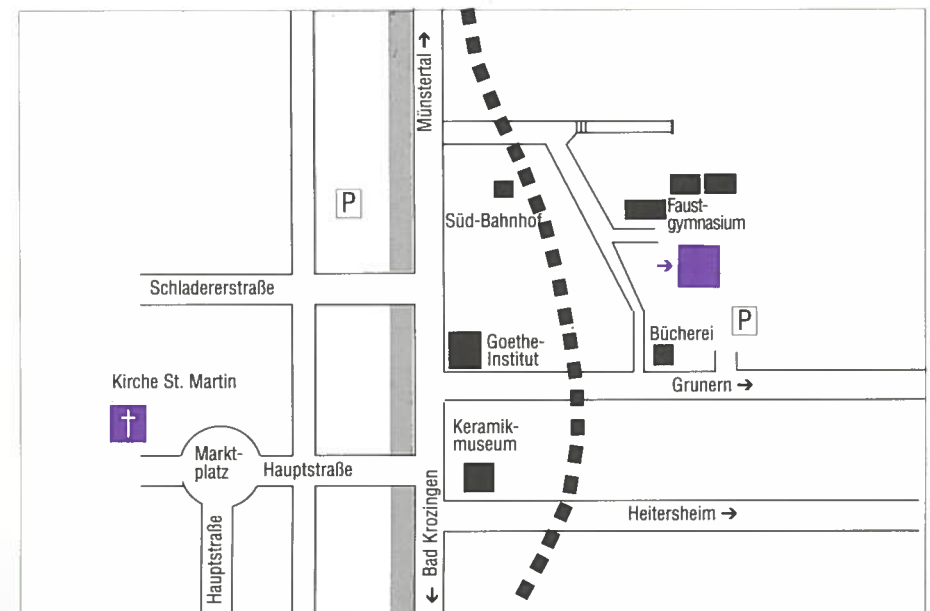 Münstertal →
P
Süd-Bahnhof
Faust-
gymnasium
→
Schladererstraße
P
Goethe-
Institut
Bücherei
Kirche St. Martin
Grunern →
Keramik-
museum
Markt-
platz
Hauptstraße
Heitersheim →
← Bad Krozingen
Hauptstraße